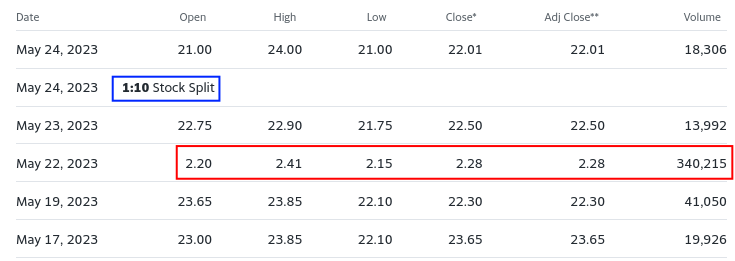 Date Open High Low Close* Adj Close** Volume
May 24, 2023 21.00 24.00 21.00 22.01 22.01 18,306
May 24, 2023 1:10 Stock Split
May 23, 2023 22.75 22.90 21.75 22.50 22.50 13,992
May 22, 2023 2.20 2.41 2.15 2.28 2.28 340,215
May 19, 2023 23.65 23.85 22.10 22.30 22.30 41,050
May 17, 2023 23.00 23.85 22.10 23.65 23.65 19,926